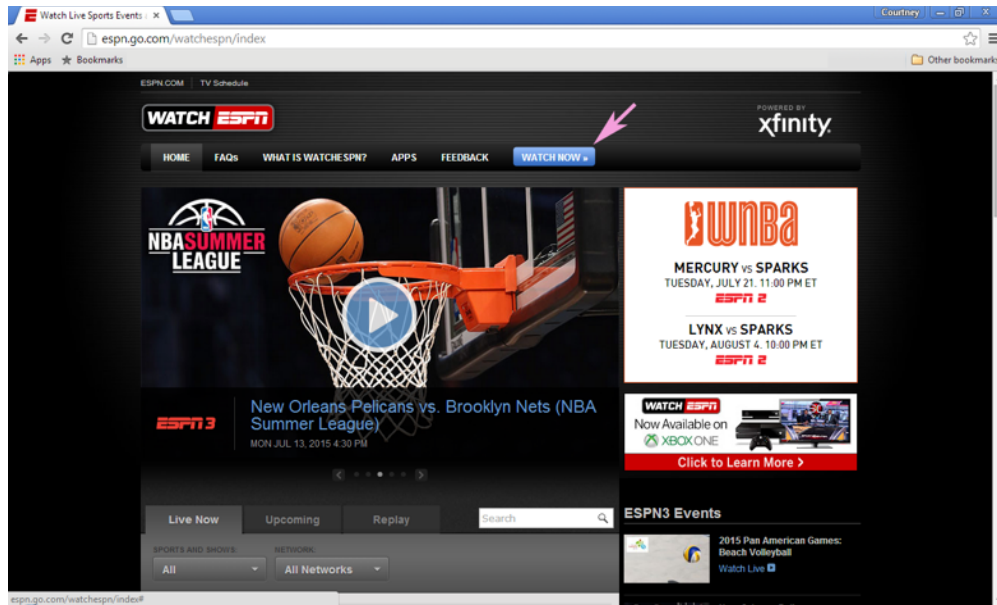 Watch Live Sports Events
Courtney
espn.go.com/watchespn/index
Apps Bookmarks Other bookmarks
ESPN.COM TV Schedule
WATCH ESPN
POWERED BY
xfinity.
HOME FAQs WHAT IS WATCHESPN? APPS FEEDBACK WATCH NOW »
NBA SUMMER
LEAGUE
ESPN 3
New Orleans Pelicans vs. Brooklyn Nets (NBA
Summer League)
MON JUL 13, 2015 4:30 PM
WNBA
MERCURY vs SPARKS
TUESDAY, JULY 21. 11:00 PM ET
ESPN 2
LYNX vs SPARKS
TUESDAY, AUGUST 4. 10:00 PM ET
ESPN 2
WATCH ESPN
Now Available on
XBOX ONE
Click to Learn More >
Live Now Upcoming Replay Search
SPORTS AND SHOWS: NETWORK:
All All Networks
ESPN3 Events
2015 Pan American Games:
Beach Volleyball
Watch Live
espn.go.com/watchespn/index#